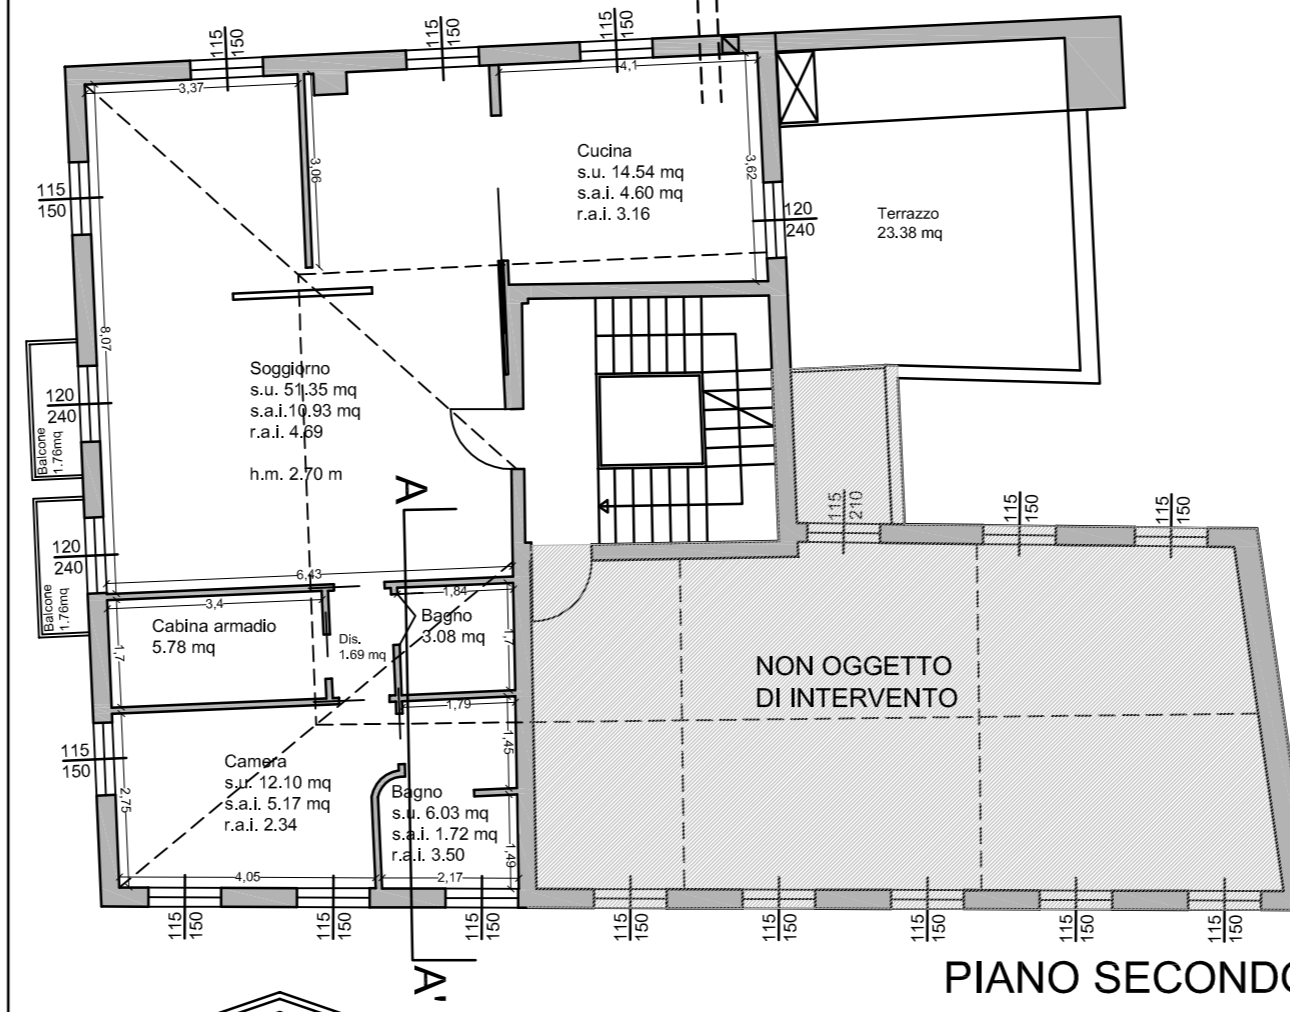 115
150
115
150
115
150
3,37
4,1
3,06
3,62
Cucina
s.u. 14.54 mq
s.a.i. 4.60 mq
r.a.i. 3.16
115
150
120
240
Terrazzo
23.38 mq
8,07
Soggiorno
s.u. 51.35 mq
s.a.i.10.93 mq
r.a.i. 4.69
h.m. 2.70 m
120
240
Balcone
1.76mq
A
115
210
115
150
115
150
120
240
Balcone
1.76mq
6,43
3,4
1,84
Cabina armadio
5.78 mq
1,7
Dis.
1.69 mq
Bagno
3.08 mq
1,7
NON OGGETTO
DI INTERVENTO
1,79
1,45
115
150
2,75
Camera
s.u. 12.10 mq
s.a.i. 5.17 mq
r.a.i. 2.34
Bagno
s.u. 6.03 mq
s.a.i. 1.72 mq
r.a.i. 3.50
1,49
4,05
2,17
115
150
115
150
115
150
115
150
115
150
115
150
115
150
115
150
A'
PIANO SECONDO